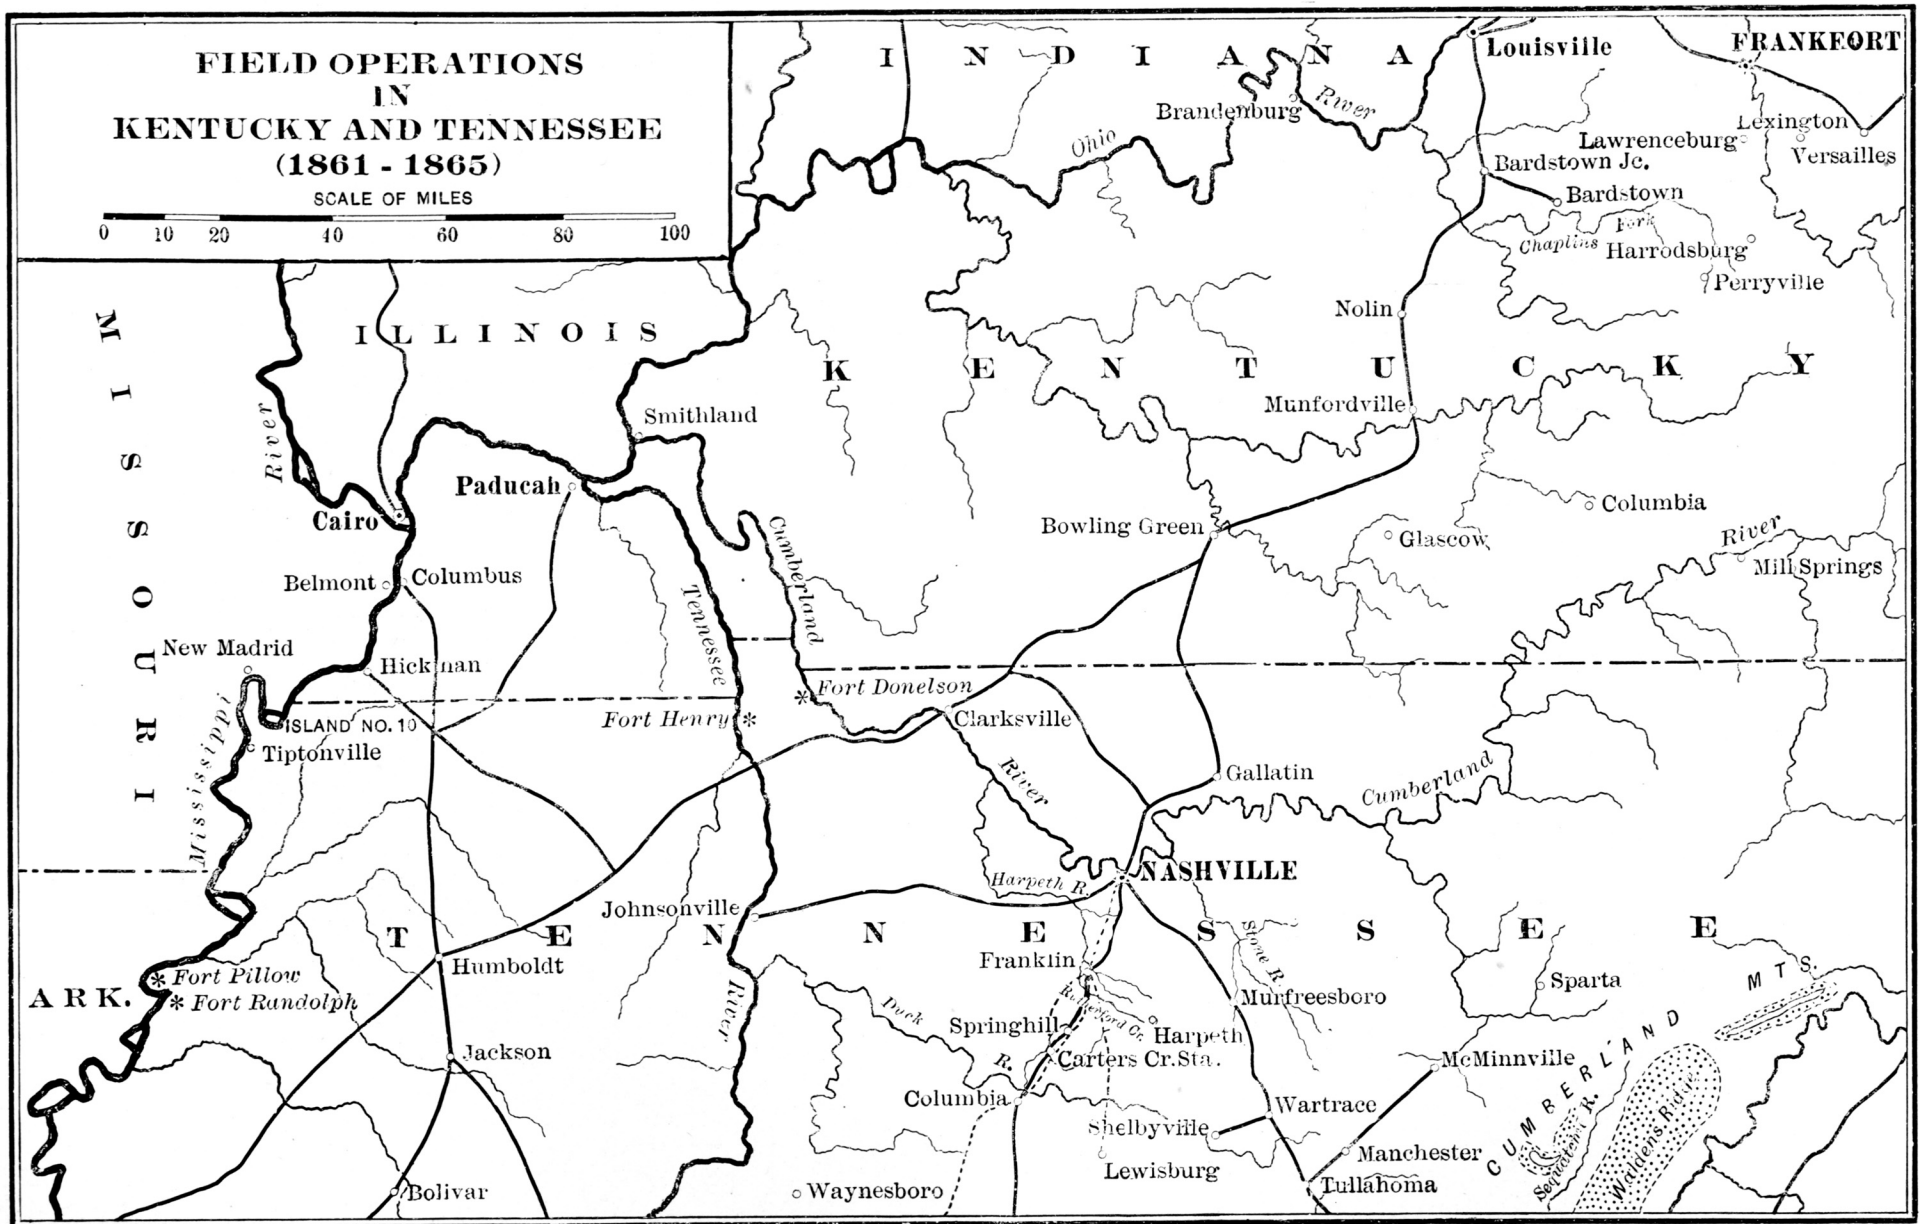 FIELD OPERATIONS
IN
KENTUCKY AND TENNESSEE
(1861 - 1865)
SCALE OF MILES
0 10 20 40 60 80 100
INDIANA
Louisville
FRANKFORT
Brandenburg
River
Ohio
Lexington
Lawrenceburg
Versailles
Bardstown Jc.
Bardstown
Chaplins Fork
Harrodsburg
Perryville
Nolin
MISSOURI
ILLINOIS
KENTUCKY
River
Smithland
Munfordville
Paducah
Cairo
Columbia
Bowling Green
Glascow
River
Mill Springs
Cumberland
Belmont
Columbus
Tennessee
New Madrid
Hickman
Fort Donelson
Fort Henry
Clarksville
ISLAND NO. 10
Tiptonville
Mississippi
River
Gallatin
Cumberland
NASHVILLE
Harpeth R.
Johnsonville
TENNESSEE
Stone R.
Humboldt
Franklin
ARK.
Fort Pillow
Fort Randolph
Sparta
MTS.
Murfreesboro
River
Duck
R.
Rutherford Cr.
Springhill
Harpeth
Carters Cr. Sta.
Jackson
McMinnville
CUMBERLAND
Columbia
Wartrace
Shelbyville
Lewisburg
Manchester
Sequatchi R.
Waldens Ridge
Bolivar
Waynesboro
Tullahoma